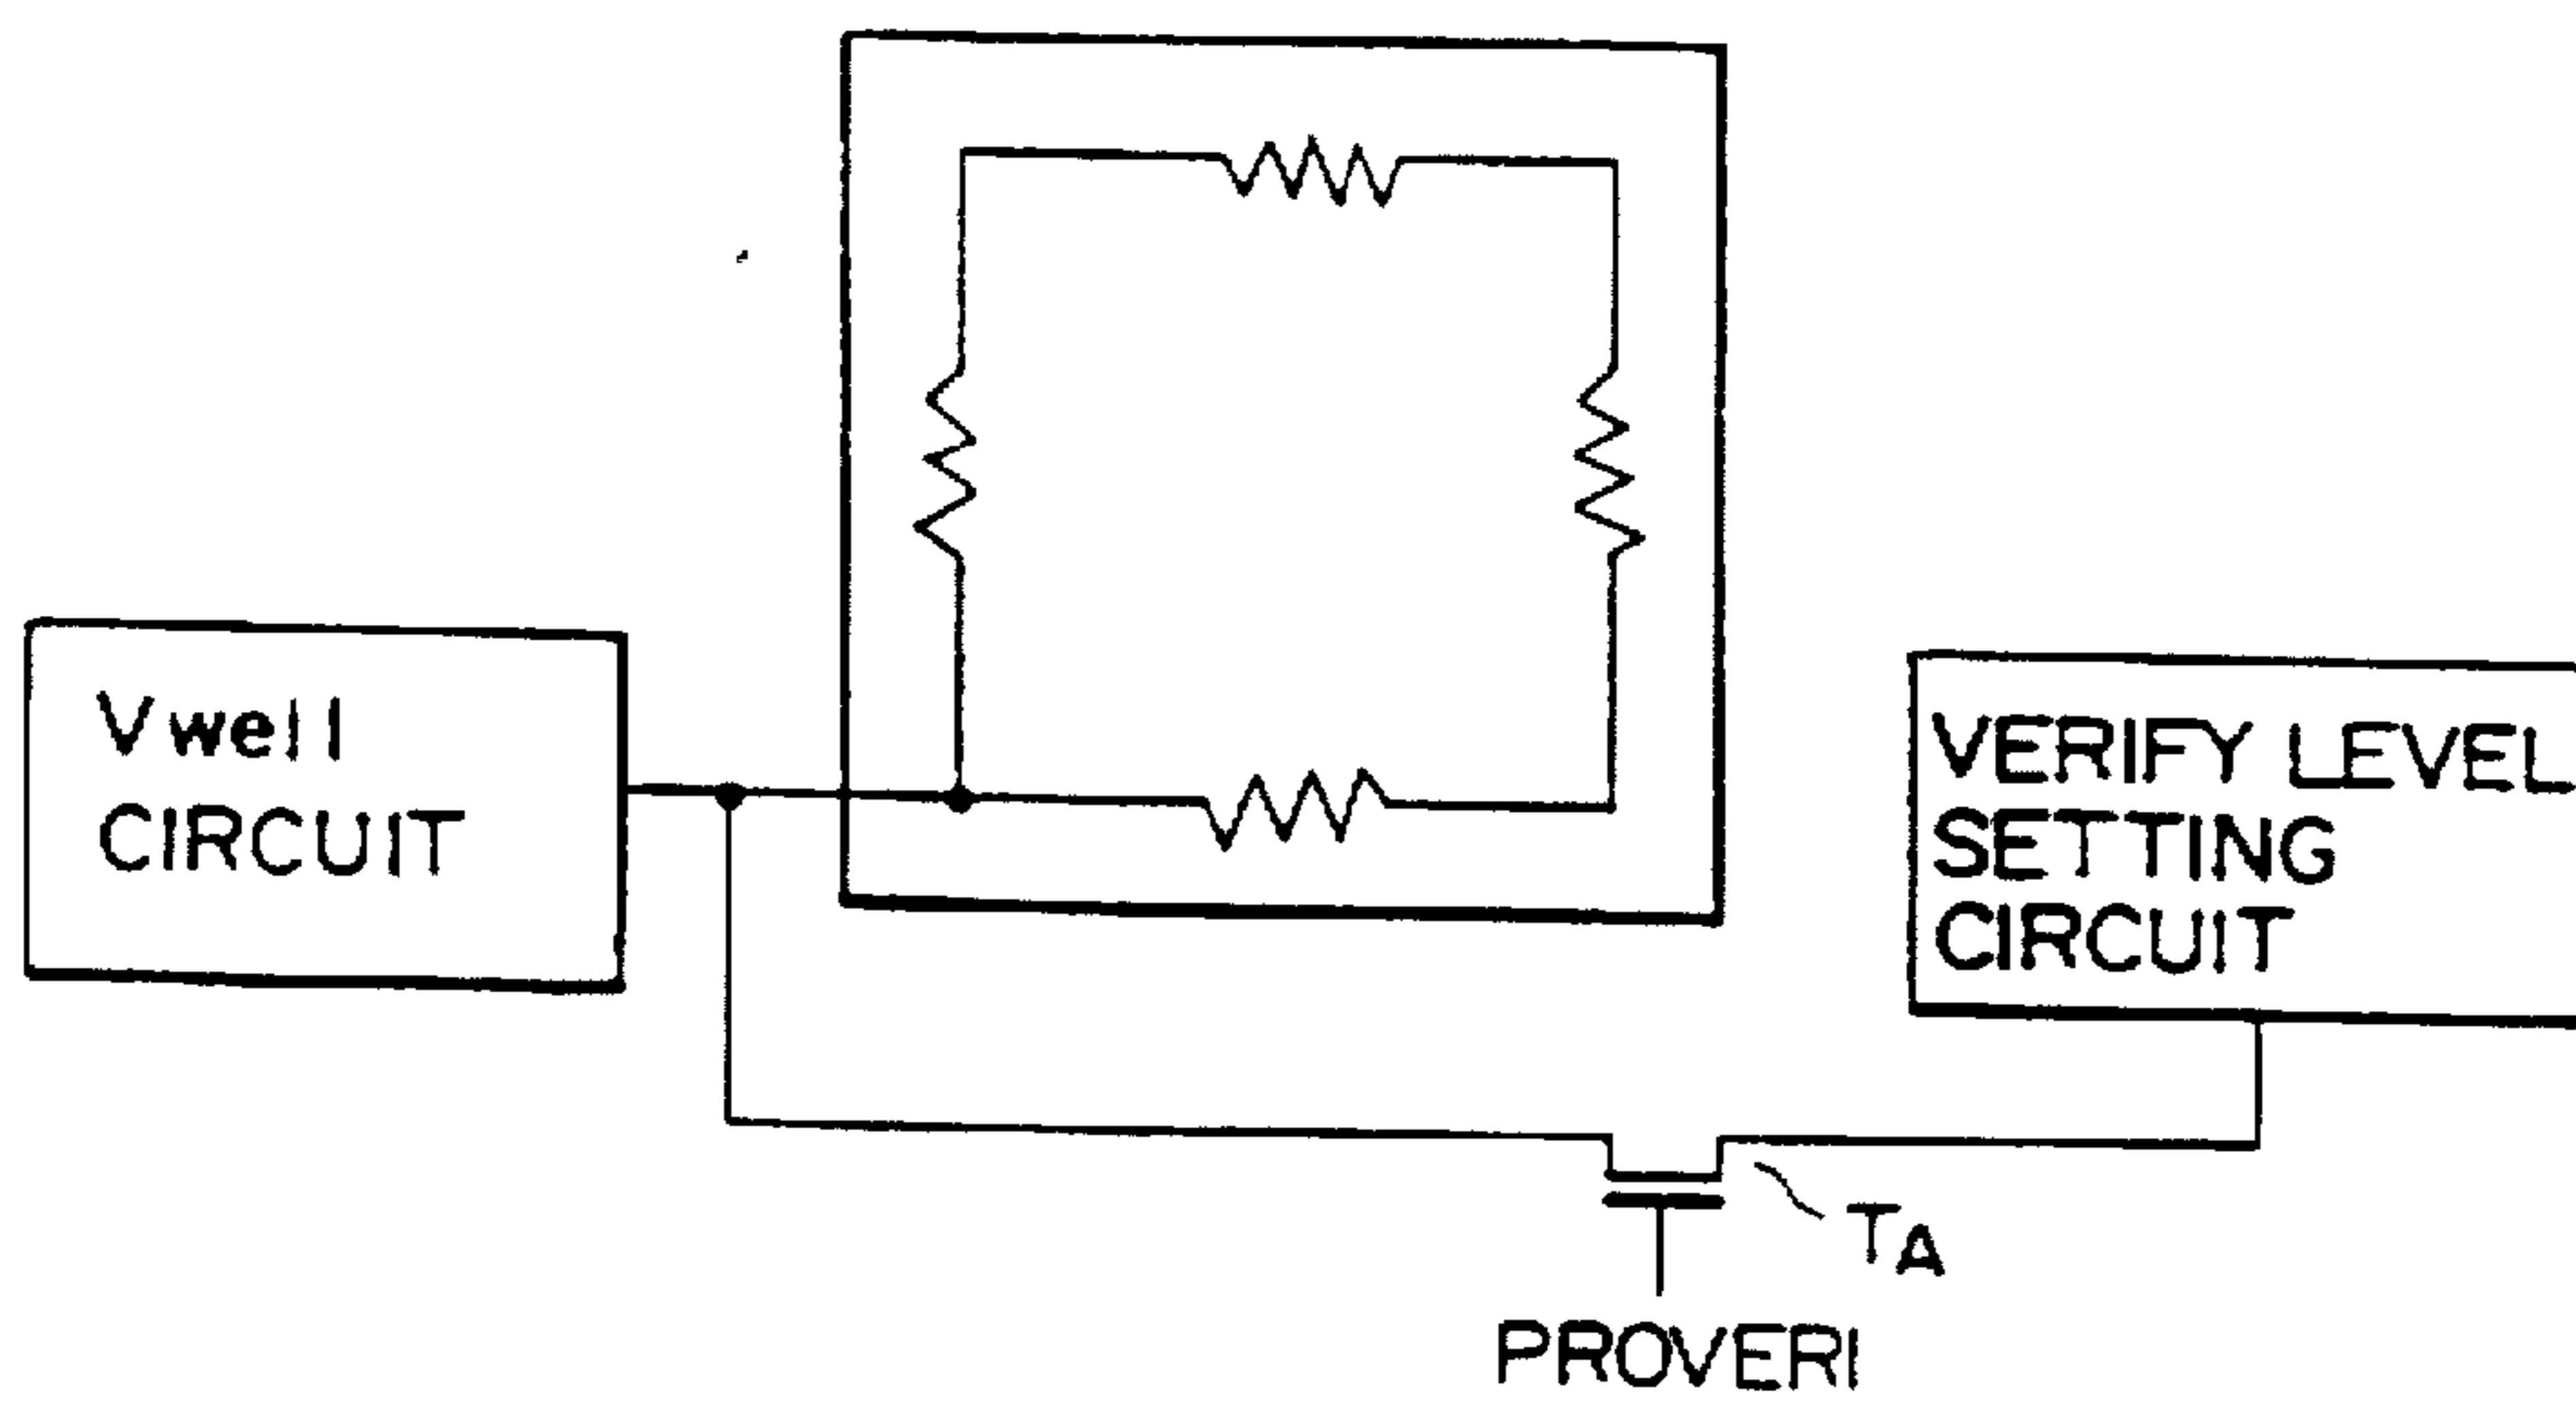 Vwell
CIRCUIT
VERIFY LEVEL
SETTING
CIRCUIT
TA
PROVERI